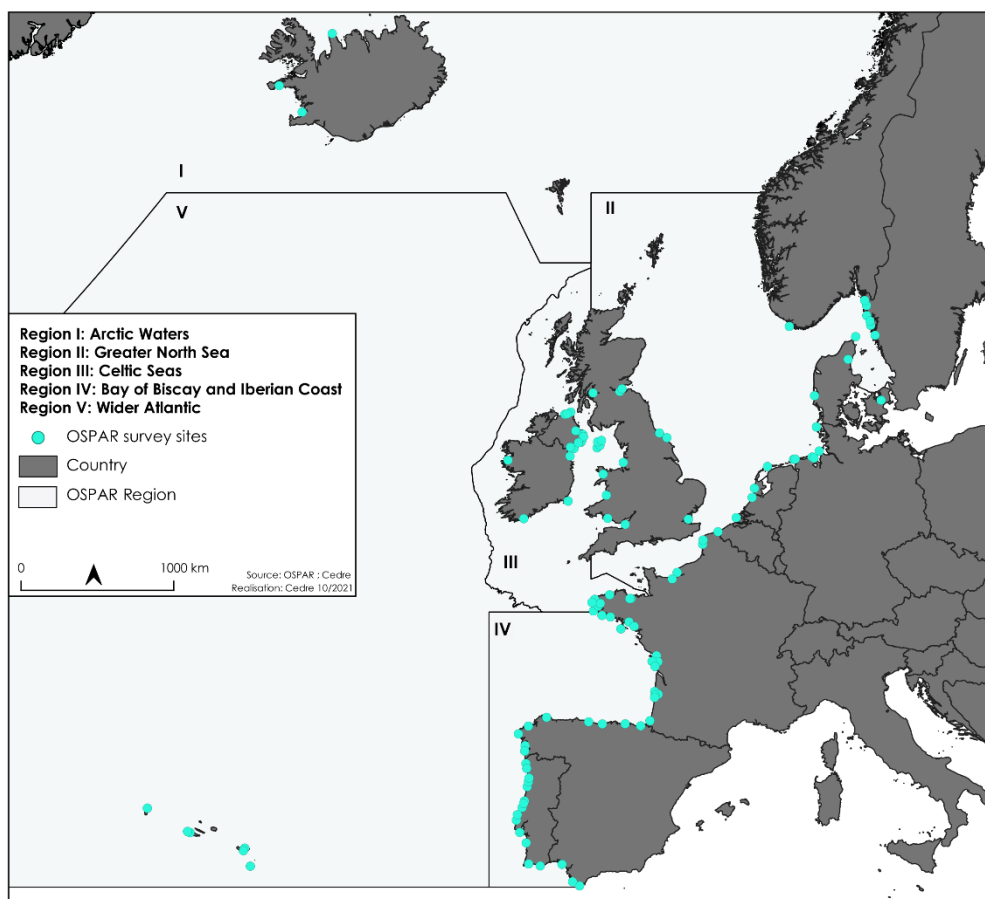 I
V
II
Region I: Arctic Waters
Region II: Greater North Sea
Region III: Celtic Seas
Region IV: Bay of Biscay and Iberian Coast
Region V: Wider Atlantic
OSPAR survey sites
Country
OSPAR Region
0 1000 km
Source: OSPAR ; Cedre
Realisation: Cedre 10/2021
III
IV